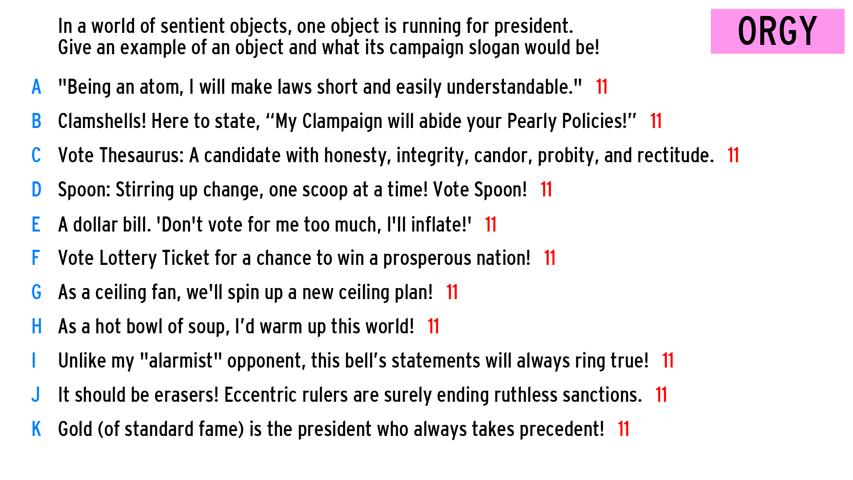 In a world of sentient objects, one object is running for president.
Give an example of an object and what its campaign slogan would be!
ORGY
A "Being an atom, I will make laws short and easily understandable." 11
B Clamshells! Here to state, “My Clampaign will abide your Pearly Policies!” 11
C Vote Thesaurus: A candidate with honesty, integrity, candor, probity, and rectitude. 11
D Spoon: Stirring up change, one scoop at a time! Vote Spoon! 11
E A dollar bill. 'Don't vote for me too much, I'll inflate!' 11
F Vote Lottery Ticket for a chance to win a prosperous nation! 11
G As a ceiling fan, we'll spin up a new ceiling plan! 11
H As a hot bowl of soup, I’d warm up this world! 11
I Unlike my "alarmist" opponent, this bell’s statements will always ring true! 11
J It should be erasers! Eccentric rulers are surely ending ruthless sanctions. 11
K Gold (of standard fame) is the president who always takes precedent! 11